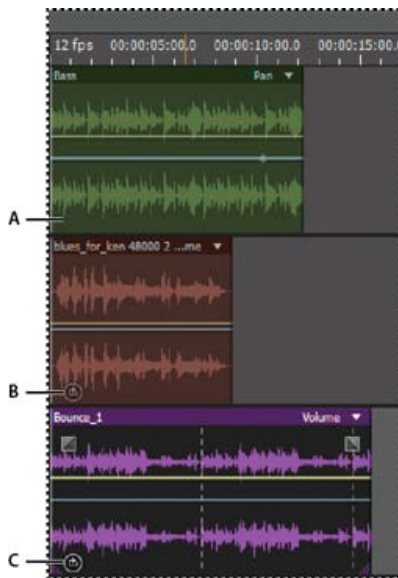 12 fps 00:00:05:00.0 00:00:10:00.0 00:00:15:00.
Bass Pan
A
blues_for_ken 48000 2 ...me
B
Bounce_1 Volume
C